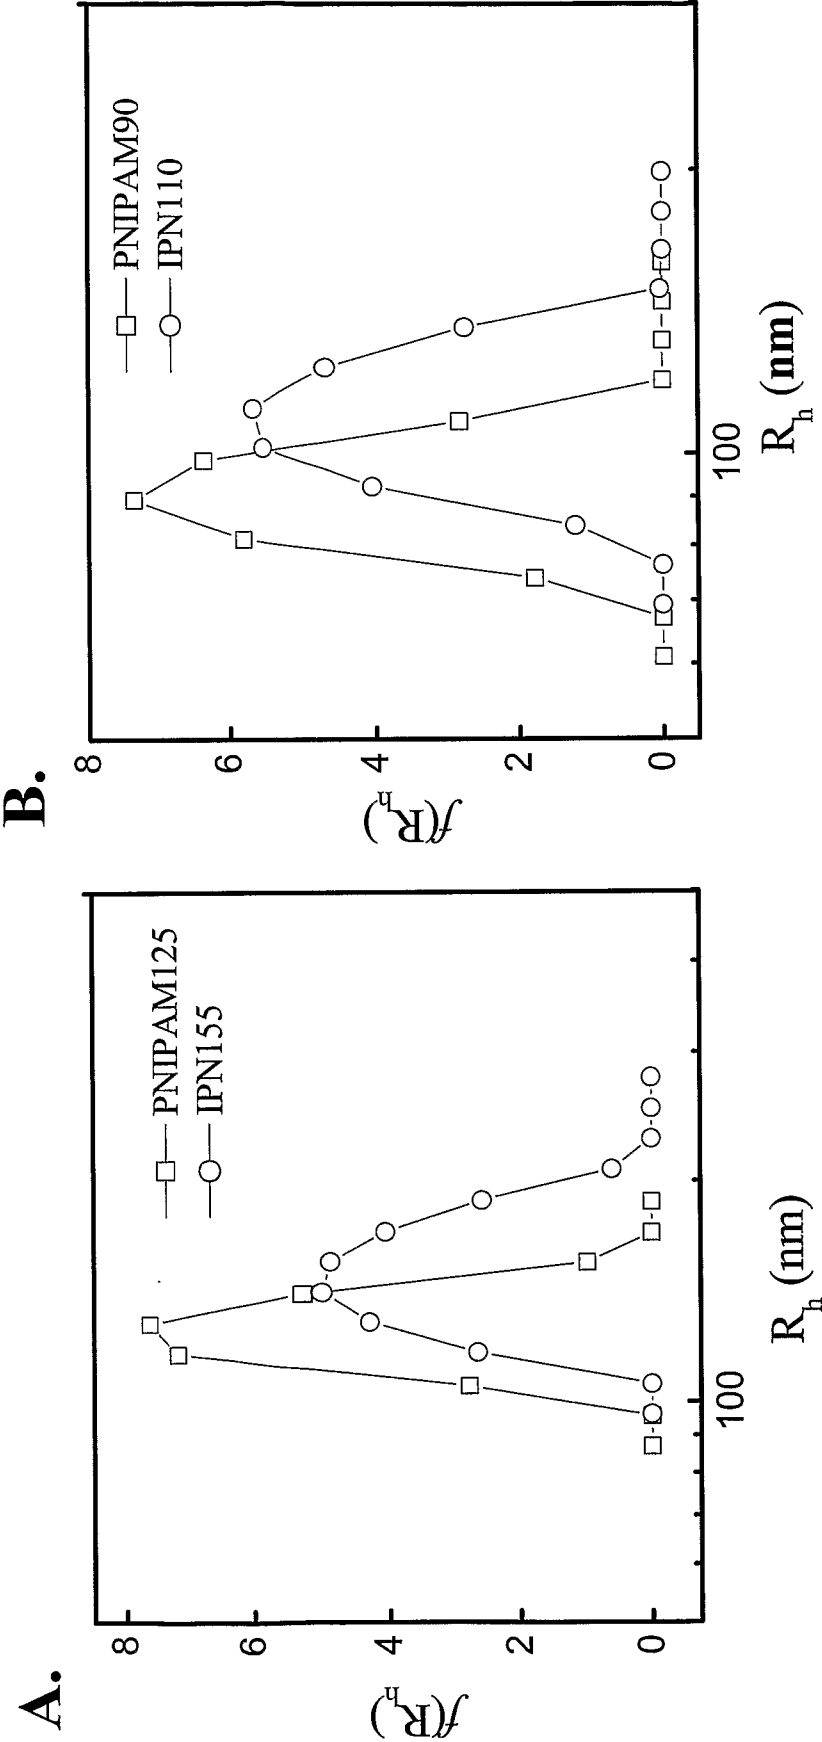 A.
PNIPAM125
IPN155
8
6
4
2
0
f(Rh)
100
Rh (nm)
B.
PNIPAM90
IPN110
8
6
4
2
0
f(Rh)
100
Rh (nm)